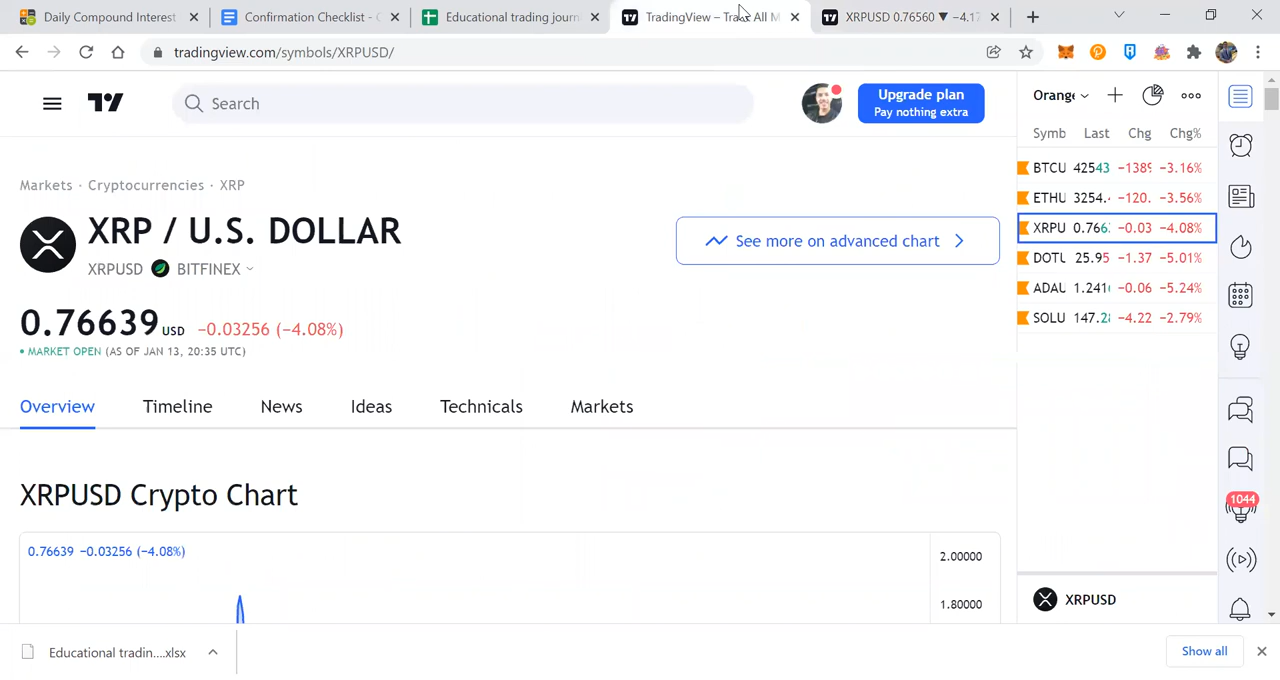 Daily Compound Interest
Confirmation Checklist - G
Educational trading journ
TradingView – Track All M
XRPUSD 0.76560 ▼ −4.17
tradingview.com/symbols/XRPUSD/
Search
Upgrade plan
Pay nothing extra
Markets · Cryptocurrencies · XRP
XRP / U.S. DOLLAR
XRPUSD BITFINEX
See more on advanced chart
0.76639 USD −0.03256 (−4.08%)
• MARKET OPEN (AS OF JAN 13, 20:35 UTC)
Overview Timeline News Ideas Technicals Markets
XRPUSD Crypto Chart
0.76639 −0.03256 (−4.08%)
2.00000
1.80000
Orange
Symb Last Chg Chg%
BTCU 42543 −1389 −3.16%
ETHU 3254. −120. −3.56%
XRPU 0.766 −0.03 −4.08%
DOTU 25.95 −1.37 −5.01%
ADAU 1.241 −0.06 −5.24%
SOLU 147.28 −4.22 −2.79%
XRPUSD
1044
Educational tradin....xlsx
Show all